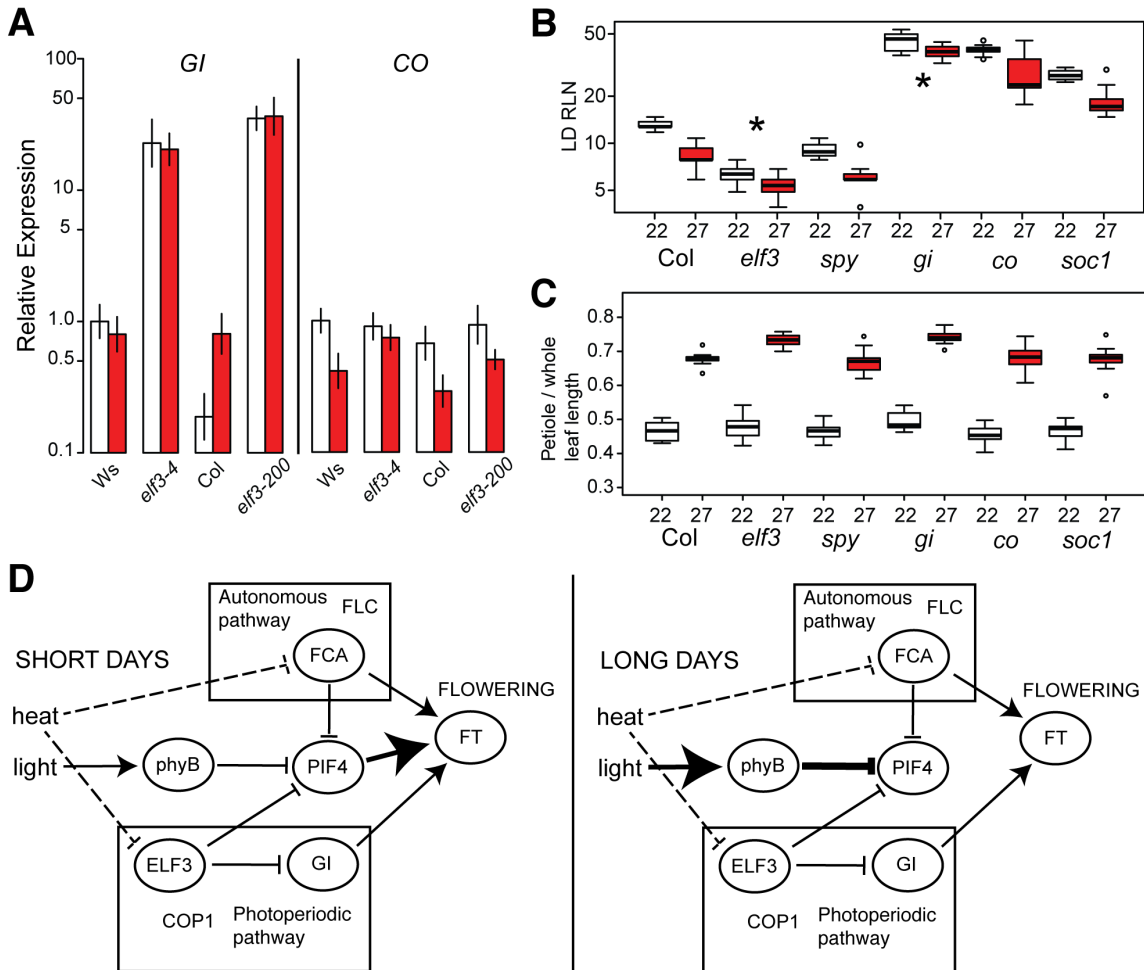 A
GI
CO
Relative Expression
100
50
10
5
1.0
0.5
0.1
Ws
elf3-4
Col
elf3-200
Ws
elf3-4
Col
elf3-200
B
LD RLN
50
20
10
5
*
*
22 27 22 27 22 27 22 27 22 27 22 27
Col elf3 spy gi co soc1
C
Petiole / whole
leaf length
0.8
0.7
0.6
0.5
0.4
0.3
22 27 22 27 22 27 22 27 22 27 22 27
Col elf3 spy gi co soc1
D
SHORT DAYS
Autonomous
pathway
FLC
FCA
FLOWERING
heat
light
phyB
PIF4
FT
ELF3
GI
COP1
Photoperiodic
pathway
LONG DAYS
Autonomous
pathway
FLC
FCA
FLOWERING
heat
light
phyB
PIF4
FT
ELF3
GI
COP1
Photoperiodic
pathway